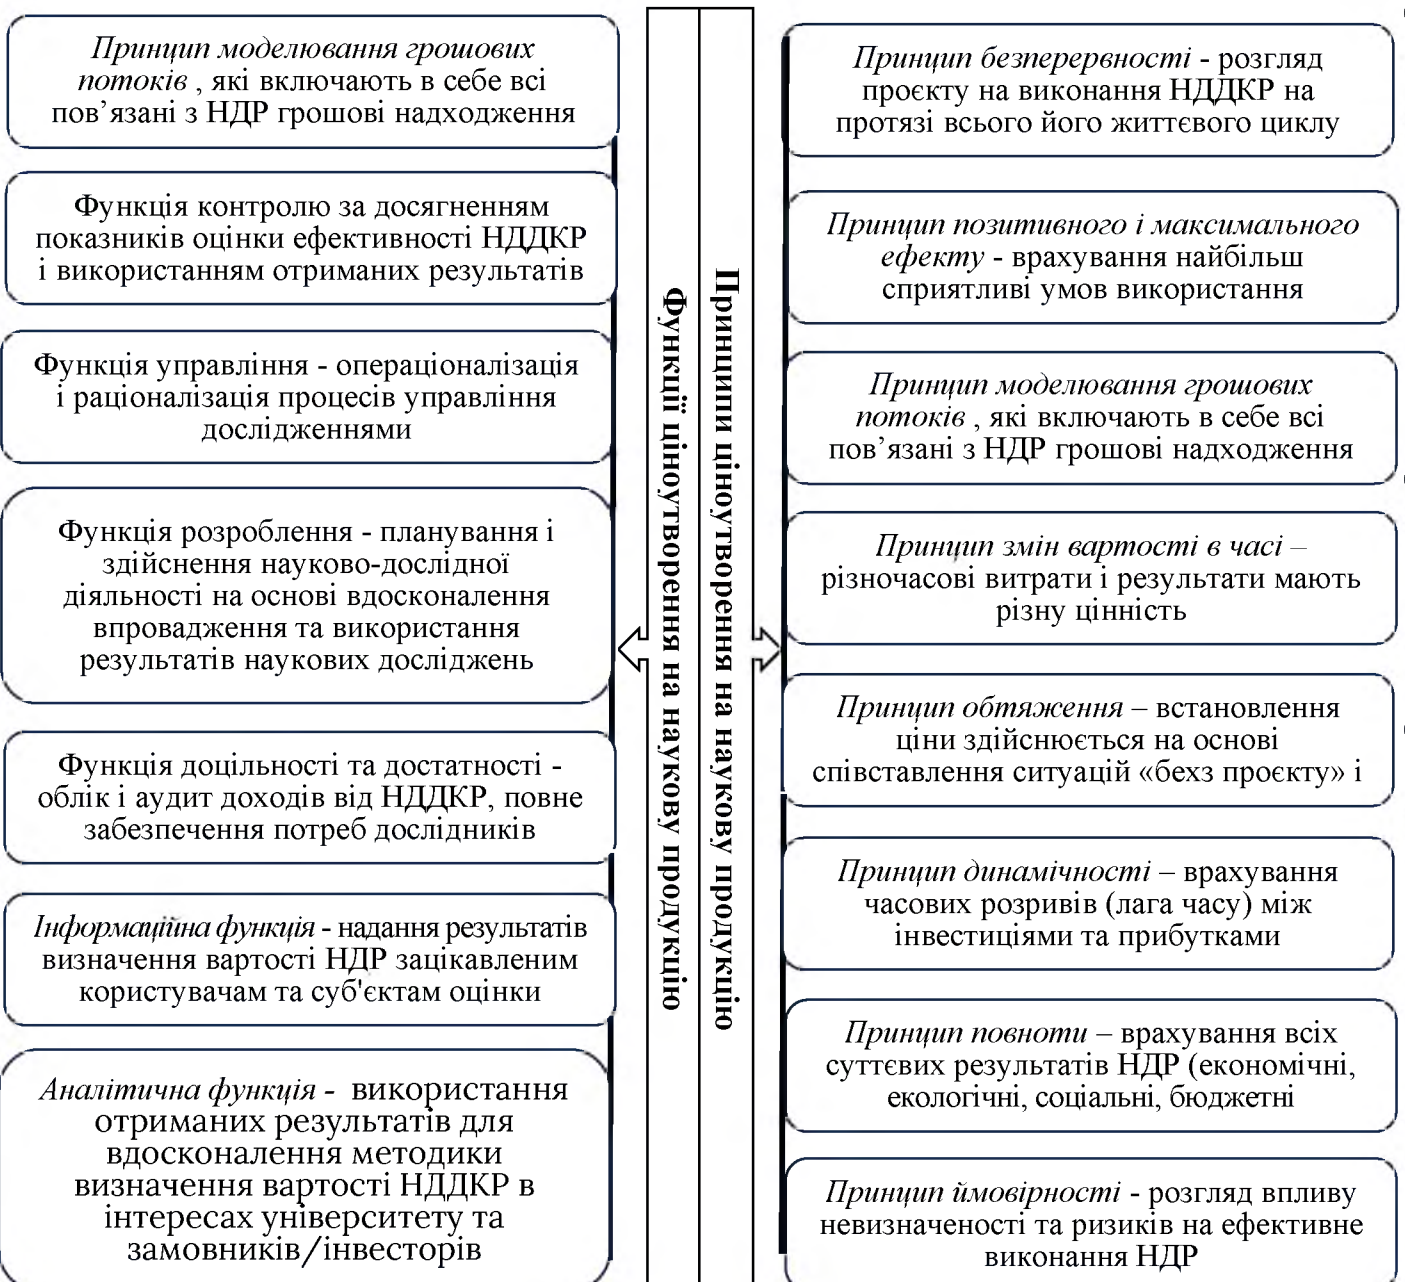 Принцип моделювання грошових
потоків , які включають в себе всі
пов’язані з НДР грошові надходження
Функція контролю за досягненням
показників оцінки ефективності НДДКР
і використанням отриманих результатів
Функція управління - операціоналізація
і раціоналізація процесів управління
дослідженнями
Функція розроблення - планування і
здійснення науково-дослідної
діяльності на основі вдосконалення
впровадження та використання
результатів наукових досліджень
Функція доцільності та достатності -
облік і аудит доходів від НДДКР, повне
забезпечення потреб дослідників
Інформаційна функція - надання результатів
визначення вартості НДР зацікавленим
користувачам та суб'єктам оцінки
Аналітична функція - використання
отриманих результатів для
вдосконалення методики
визначення вартості НДДКР в
інтересах університету та
замовників/інвесторів
Функції ціноутворення на наукову продукцію
Принципи ціноутворення на наукову продукцію
Принцип безперервності - розгляд
проєкту на виконання НДДКР на
протязі всього його життєвого циклу
Принцип позитивного і максимального
ефекту - врахування найбільш
сприятливі умов використання
Принцип моделювання грошових
потоків , які включають в себе всі
пов’язані з НДР грошові надходження
Принцип змін вартості в часі –
різночасові витрати і результати мають
різну цінність
Принцип обтяження – встановлення
ціни здійснюється на основі
співставлення ситуацій «бехз проєкту» і
Принцип динамічності – врахування
часових розривів (лага часу) між
інвестиціями та прибутками
Принцип повноти – врахування всіх
суттєвих результатів НДР (економічні,
екологічні, соціальні, бюджетні
Принцип ймовірності - розгляд впливу
невизначеності та ризиків на ефективне
виконання НДР